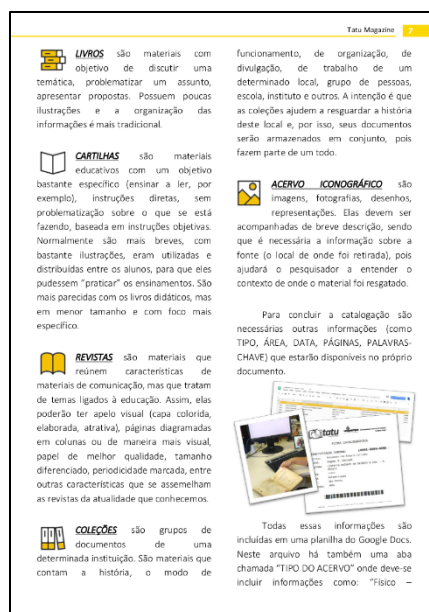 Tatu Magazine 7
LIVROS são materiais com
objetivo de discutir uma
temática, problematizar um assunto,
apresentar propostas. Possuem poucas
ilustrações e a organização das
informações é mais tradicional.
CARTILHAS são materiais
educativos com um objetivo
bastante específico (ensinar a ler, por
exemplo), instruções diretas, sem
problematização sobre o que se está
fazendo, baseada em instruções objetivas.
Normalmente são mais breves, com
bastante ilustrações, eram utilizadas e
distribuídas entre os alunos, para que eles
pudessem "praticar" os ensinamentos. São
mais parecidas com os livros didáticos, mas
em menor tamanho e com foco mais
específico.
REVISTAS são materiais que
reúnem características de
materiais de comunicação, mas que tratam
de temas ligados à educação. Assim, elas
poderão ter apelo visual (capa colorida,
elaborada, atrativa), páginas diagramadas
em colunas ou de maneira mais visual,
papel de melhor qualidade, tamanho
diferenciado, periodicidade marcada, entre
outras características que se assemelham
as revistas da atualidade que conhecemos.
COLEÇÕES são grupos de
documentos de uma
determinada instituição. São materiais que
contam a história, o modo de
funcionamento, de organização, de
divulgação, de trabalho de um
determinado local, grupo de pessoas,
escola, instituto e outros. A intenção é que
as coleções ajudem a resguardar a história
deste local e, por isso, seus documentos
serão armazenados em conjunto, pois
fazem parte de um todo.
ACERVO ICONOGRÁFICO são
imagens, fotografias, desenhos,
representações. Elas devem ser
acompanhadas de breve descrição, sendo
que é necessária a informação sobre a
fonte (o local de onde foi retirada), pois
ajudará o pesquisador a entender o
contexto de onde o material foi resgatado.
Para concluir a catalogação são
necessárias outras informações (como
TIPO, ÁREA, DATA, PÁGINAS, PALAVRAS-
CHAVE) que estarão disponíveis no próprio
documento.
tatu
Todas essas informações são
incluídas em uma planilha do Google Docs.
Neste arquivo há também uma aba
chamada "TIPO DO ACERVO" onde deve-se
incluir informações como: "Físico –